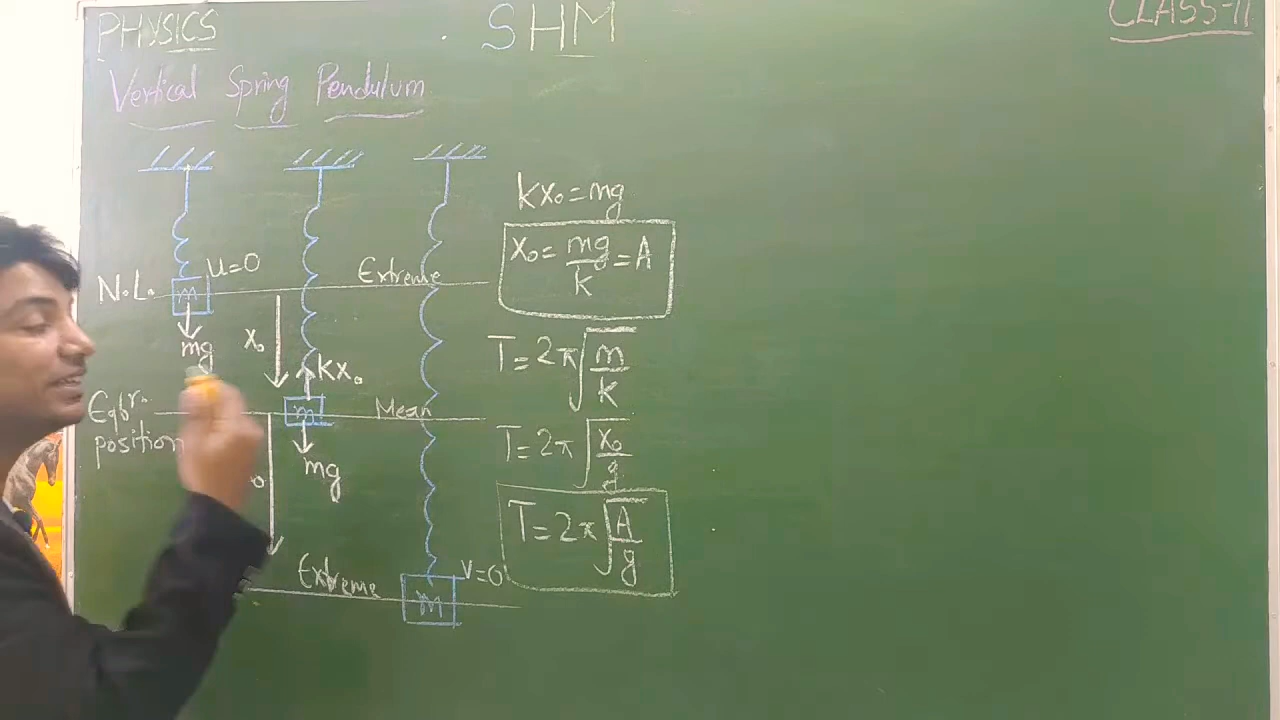 PHYSICS
SHM
CLASS-11
Vertical Spring Pendulum
N.L.
m
u=0
mg
x₀
Extreme
kx₀
Eqbr. position
m
Mean
mg
Extreme
m
v=0
kx₀=mg
x₀=mg/k=A
T=2π√(m/k)
T=2π√(x₀/g)
T=2π√(A/g)